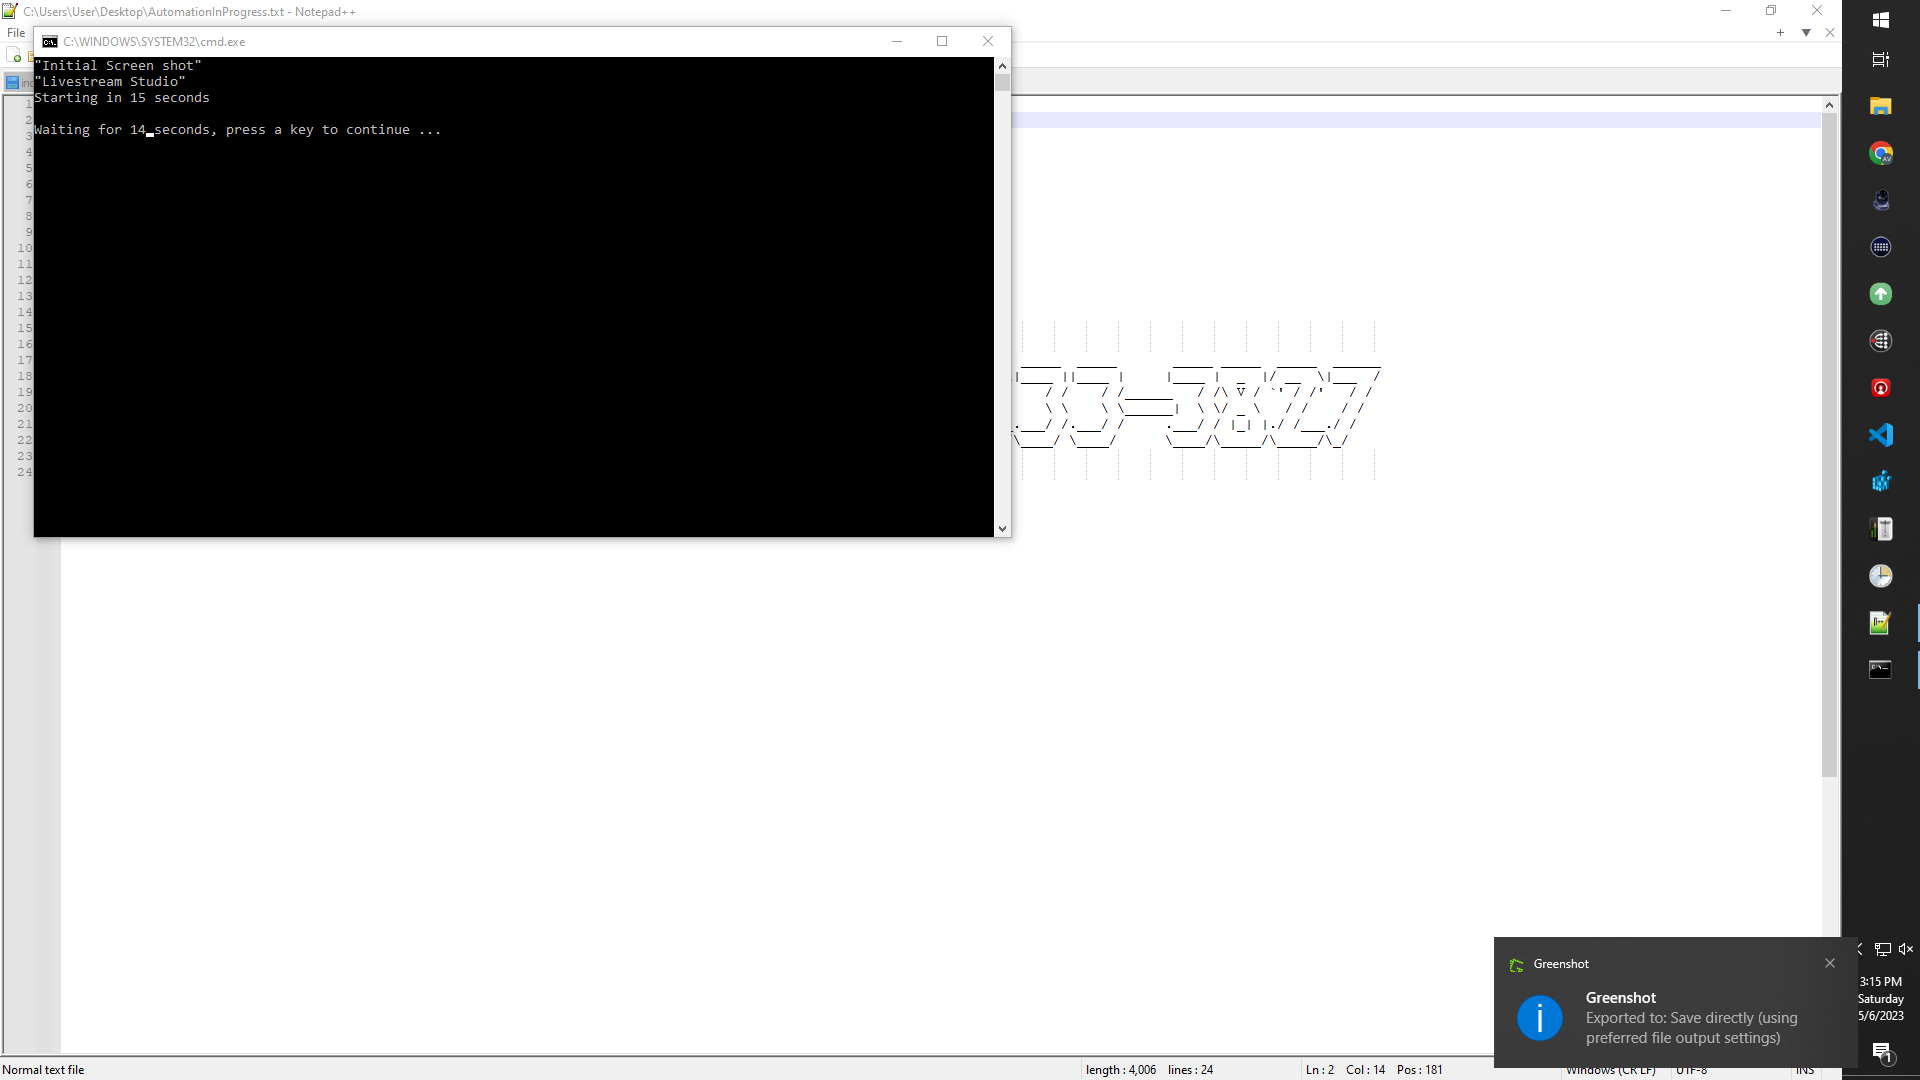 C:\Users\User\Desktop\AutomationInProgress.txt - Notepad++
File
C:\WINDOWS\SYSTEM32\cmd.exe
"Initial Screen shot"
"Livestream Studio"
Starting in 15 seconds
Waiting for 14 seconds, press a key to continue ...
1
2
3
4
5
6
7
8
9
10
11
12
13
14
15
16
17
18
19
20
21
22
23
24
33-3827
Greenshot
Greenshot
Exported to: Save directly (using
preferred file output settings)
3:15 PM
Saturday
5/6/2023
1
Normal text file
length : 4,006 lines : 24
Ln : 2 Col : 14 Pos : 181
Windows (CR LF)
UTF-8
INS